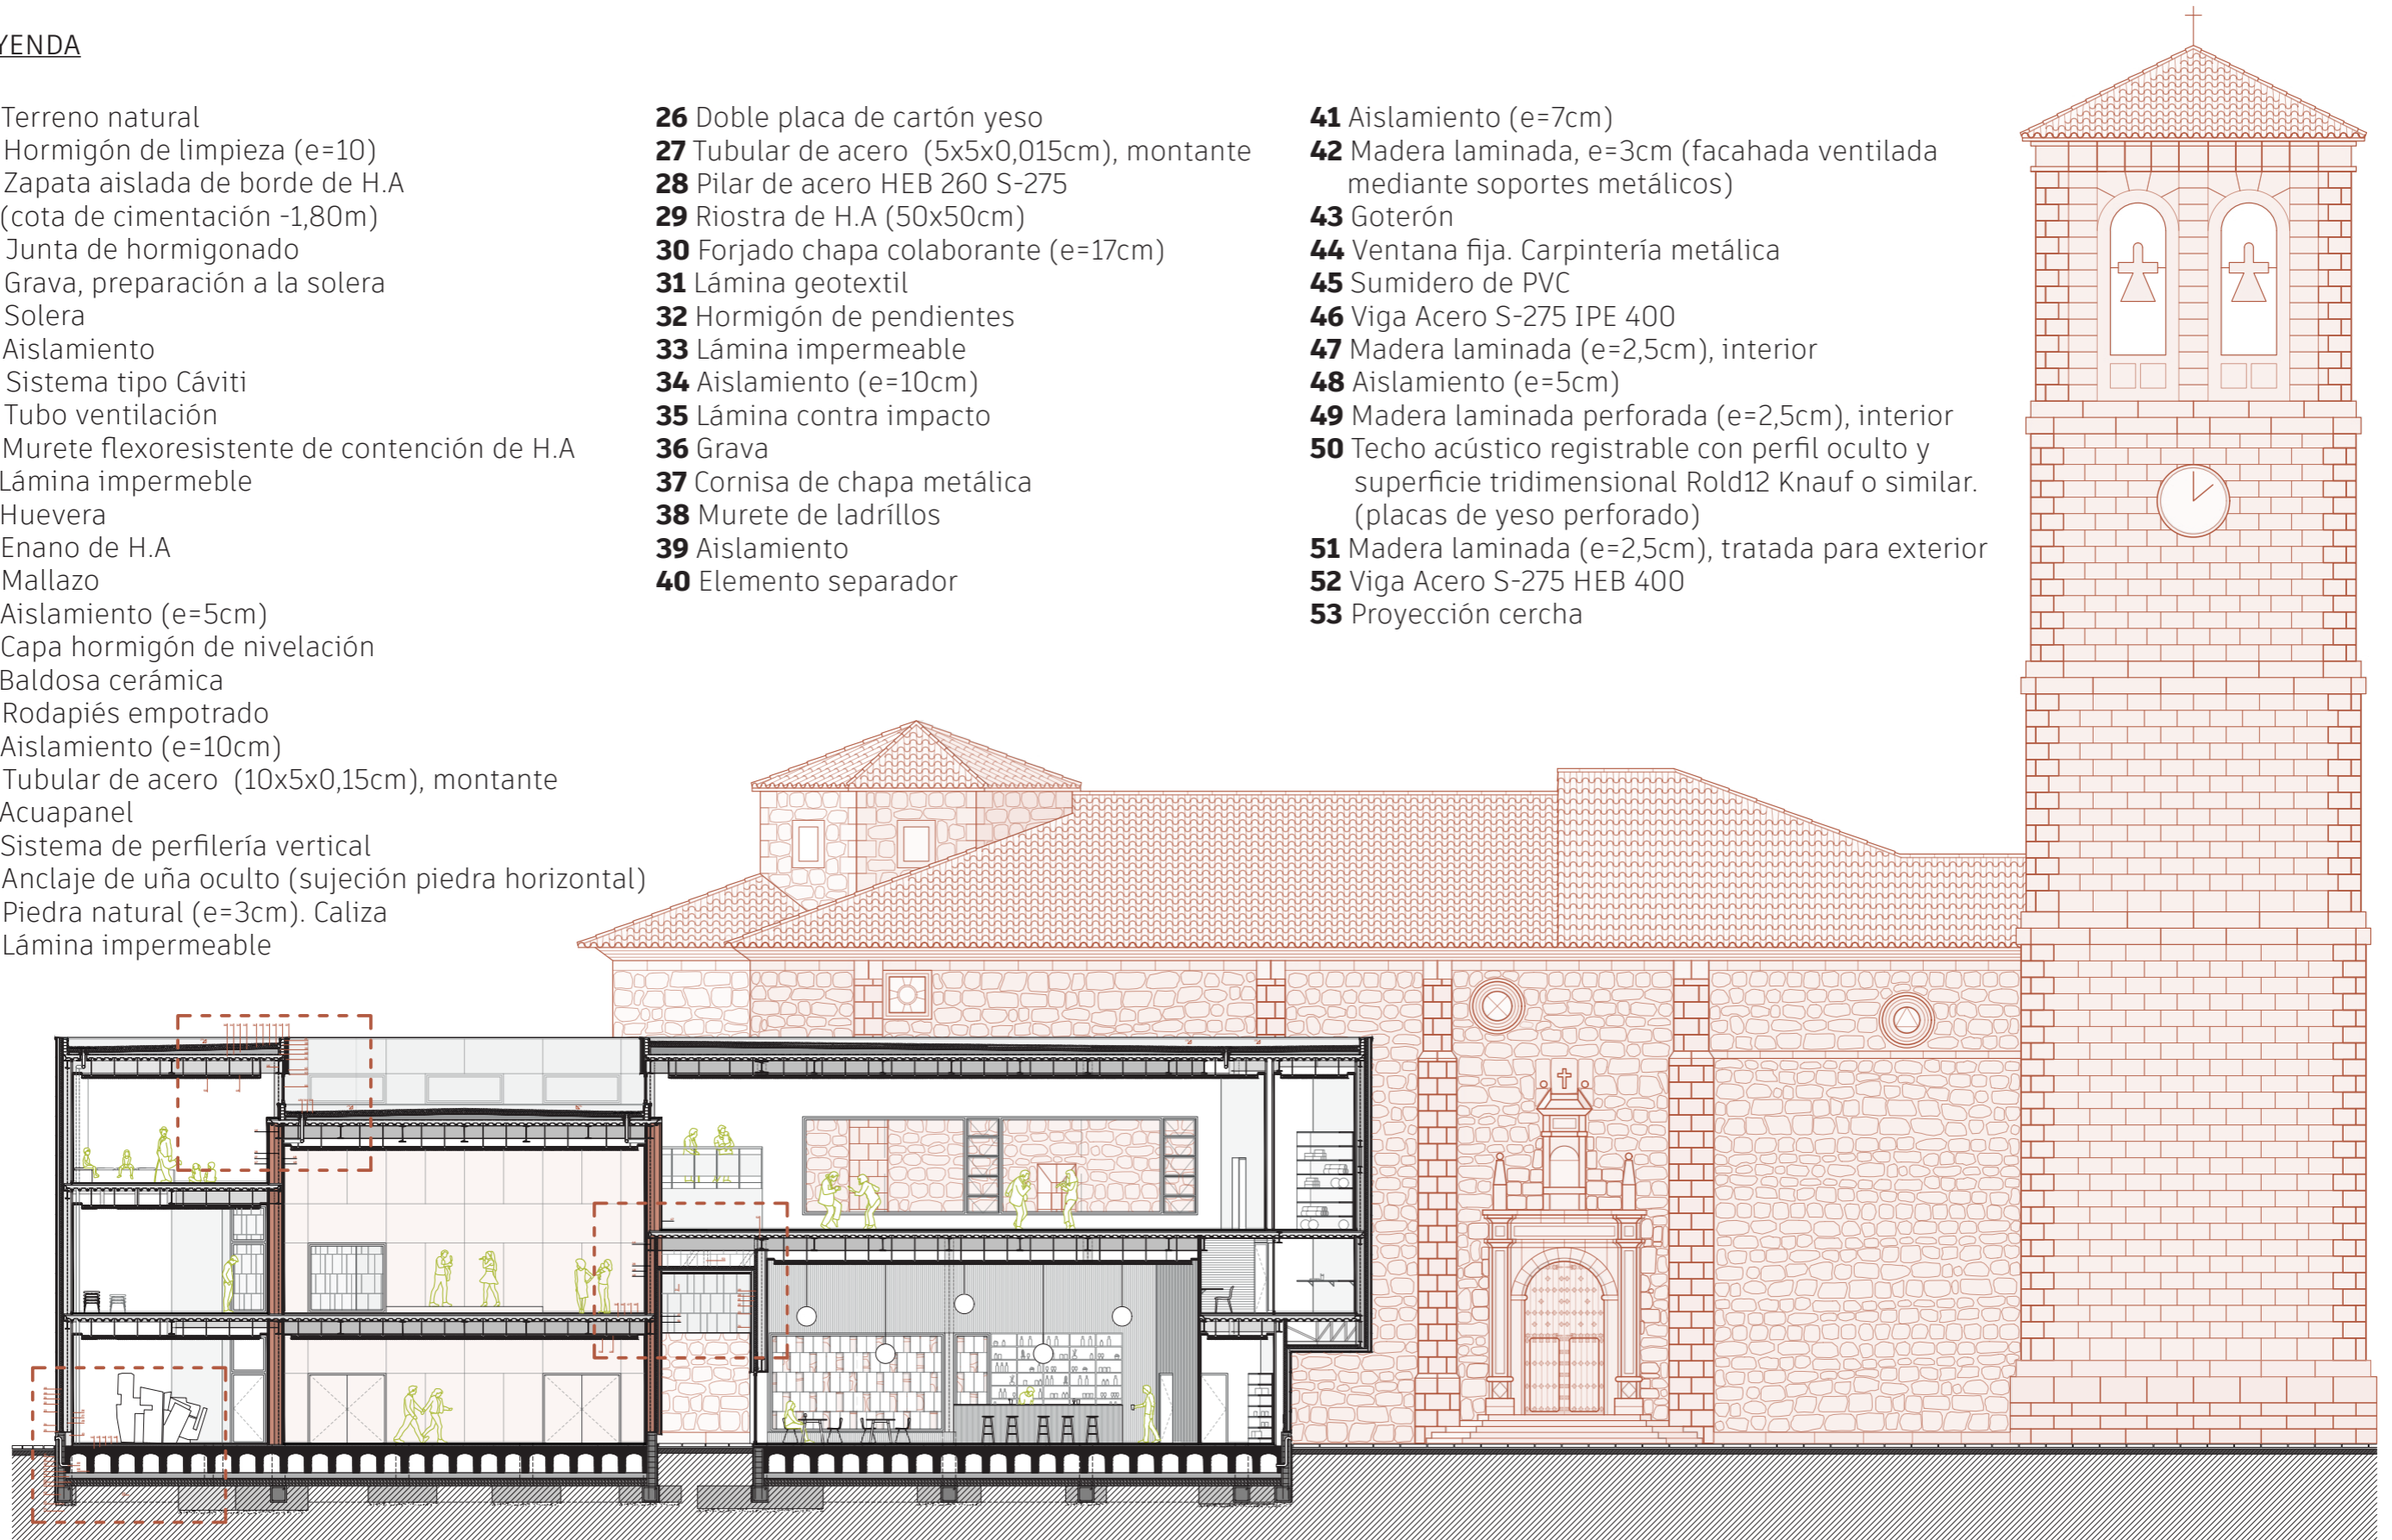 YENDA
Terreno natural
Hormigón de limpieza (e=10)
Zapata aislada de borde de H.A
(cota de cimentación -1,80m)
Junta de hormigonado
Grava, preparación a la solera
Solera
Aislamiento
Sistema tipo Cáviti
Tubo ventilación
Murete flexoresistente de contención de H.A
Lámina impermeble
Huevera
Enano de H.A
Mallazo
Aislamiento (e=5cm)
Capa hormigón de nivelación
Baldosa cerámica
Rodapiés empotrado
Aislamiento (e=10cm)
Tubular de acero (10x5x0,15cm), montante
Acuapanel
Sistema de perfilería vertical
Anclaje de uña oculto (sujeción piedra horizontal)
Piedra natural (e=3cm). Caliza
Lámina impermeable
26 Doble placa de cartón yeso
27 Tubular de acero (5x5x0,015cm), montante
28 Pilar de acero HEB 260 S-275
29 Riostra de H.A (50x50cm)
30 Forjado chapa colaborante (e=17cm)
31 Lámina geotextil
32 Hormigón de pendientes
33 Lámina impermeable
34 Aislamiento (e=10cm)
35 Lámina contra impacto
36 Grava
37 Cornisa de chapa metálica
38 Murete de ladríllos
39 Aislamiento
40 Elemento separador
41 Aislamiento (e=7cm)
42 Madera laminada, e=3cm (facahada ventilada
mediante soportes metálicos)
43 Goterón
44 Ventana fija. Carpintería metálica
45 Sumidero de PVC
46 Viga Acero S-275 IPE 400
47 Madera laminada (e=2,5cm), interior
48 Aislamiento (e=5cm)
49 Madera laminada perforada (e=2,5cm), interior
50 Techo acústico registrable con perfil oculto y
superficie tridimensional Rold12 Knauf o similar.
(placas de yeso perforado)
51 Madera laminada (e=2,5cm), tratada para exterior
52 Viga Acero S-275 HEB 400
53 Proyección cercha